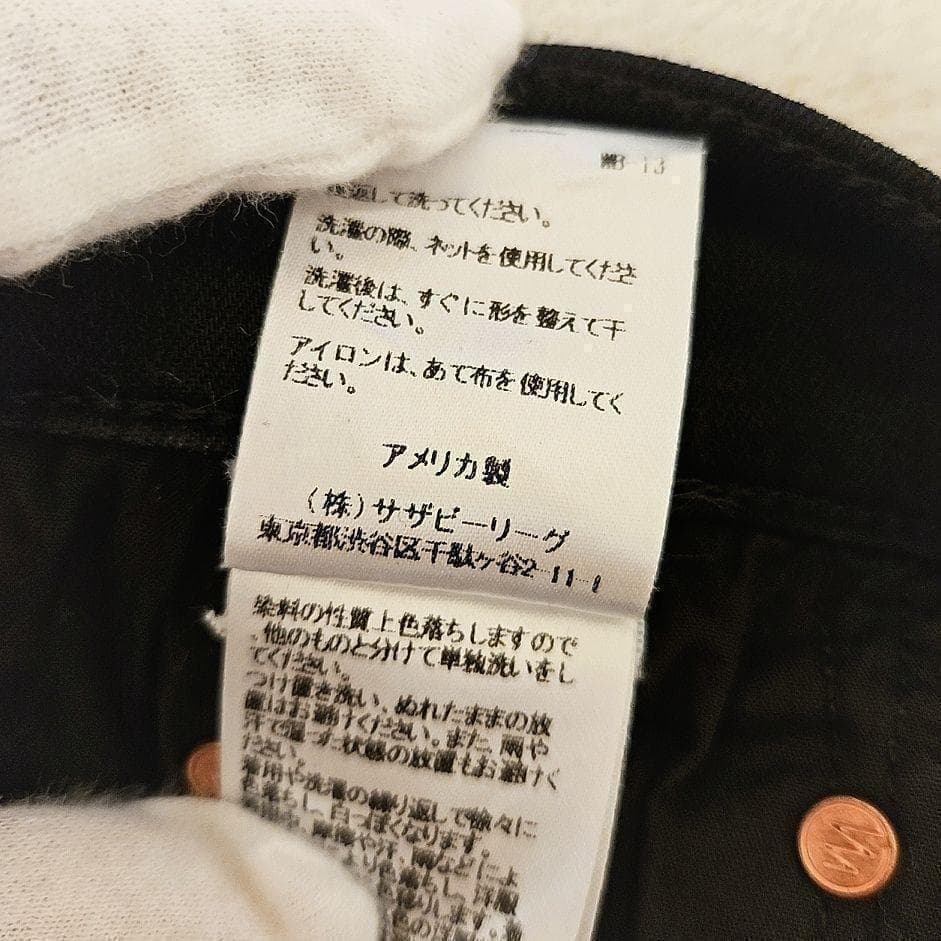 返して洗ってください。
洗濯の際、ネットを使用してくださ
い。
洗濯後は、すぐに形を整えて干
してください。
アイロンは、あて布を使用してく
ださい。
アメリカ製
(株)サザビーリーグ
東京都渋谷区千駄ヶ谷2-11-1
染料の性質上色落ちしますので
、他のものと分けて単独洗いをし
てください。
つけ置き洗い、ぬれたままの放
置はお避けください。また、雨や
汗で湿った状態の放置もお避けく
ださい。
着用や洗濯の繰り返しで徐々に
色落ちし、白っぽくなります。
摩擦や汗、雨などによ